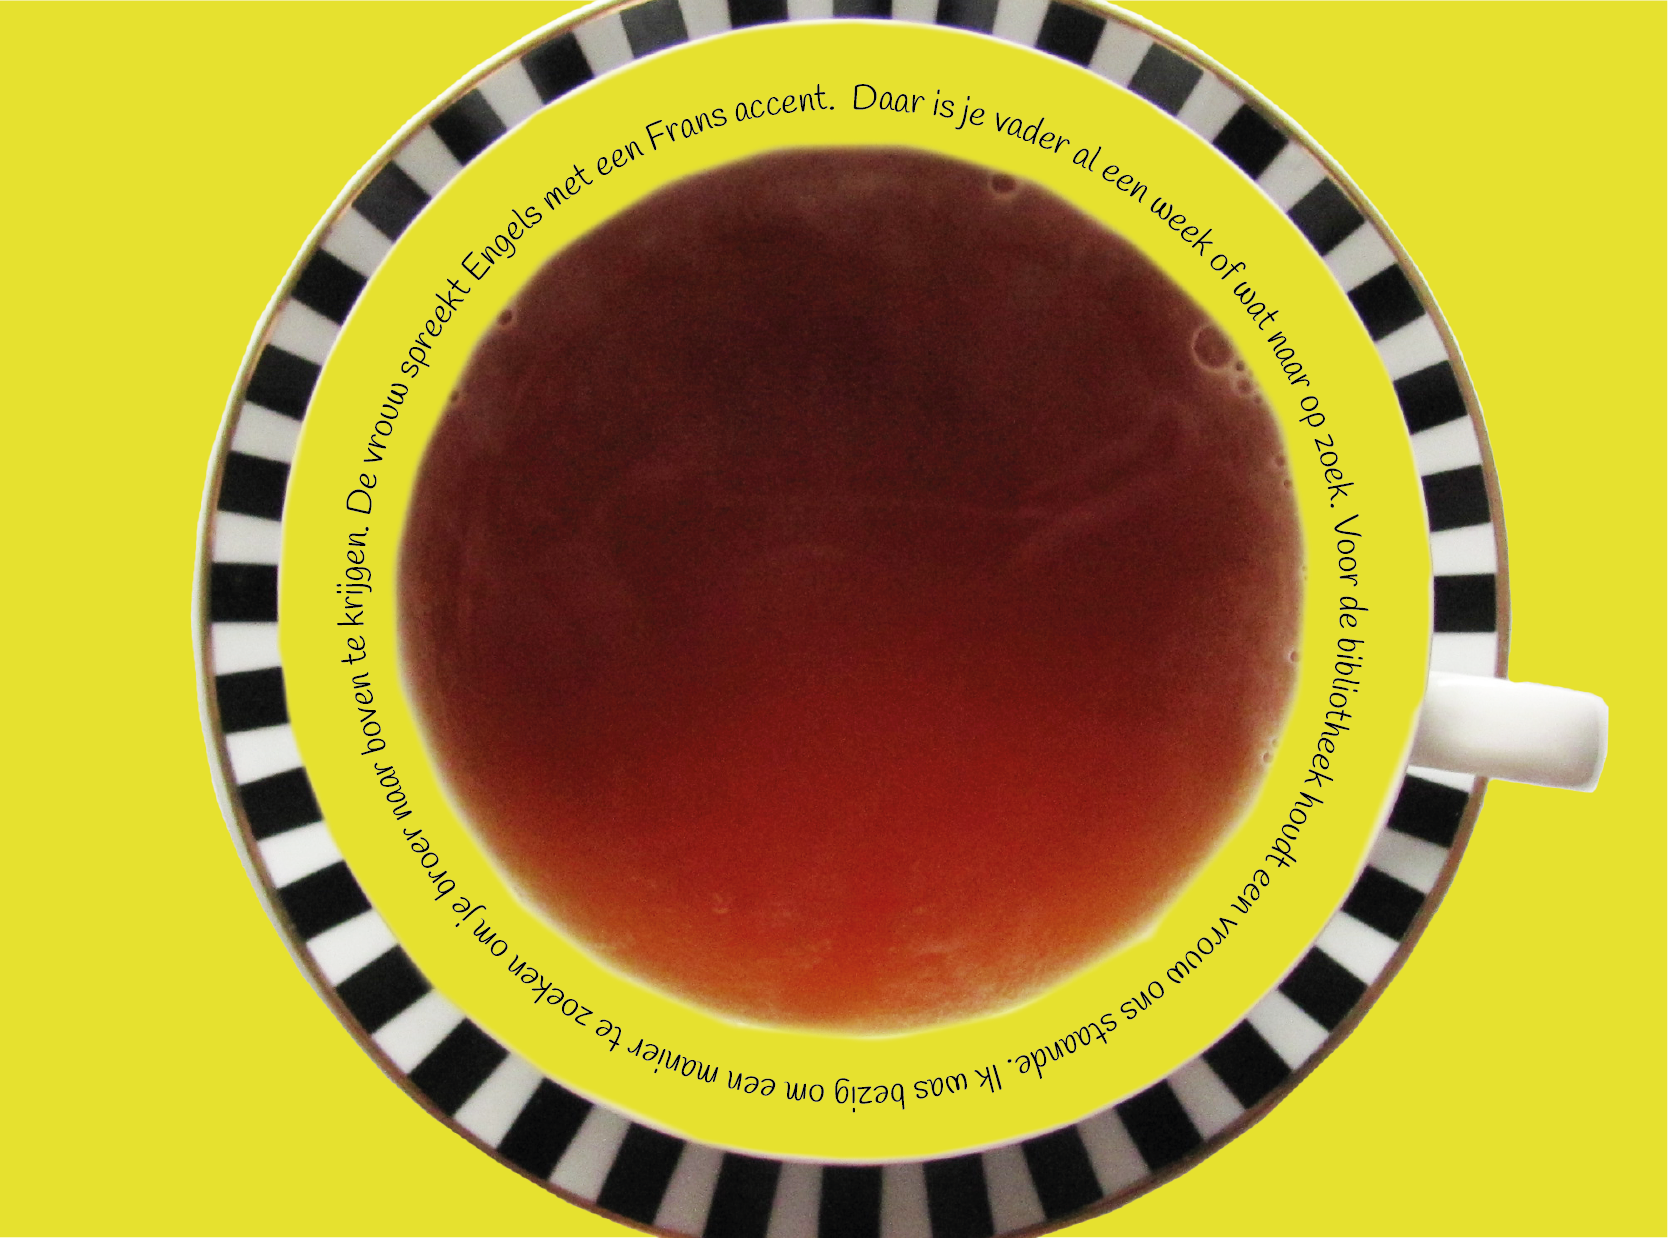 Daar is je vader al een week of wat naar op zoek. Voor de bibliotheek houdt een vrouw ons staande. Ik was bezig om een manier te zoeken om je broer naar boven te krijgen. De vrouw spreekt Engels met een Frans accent.